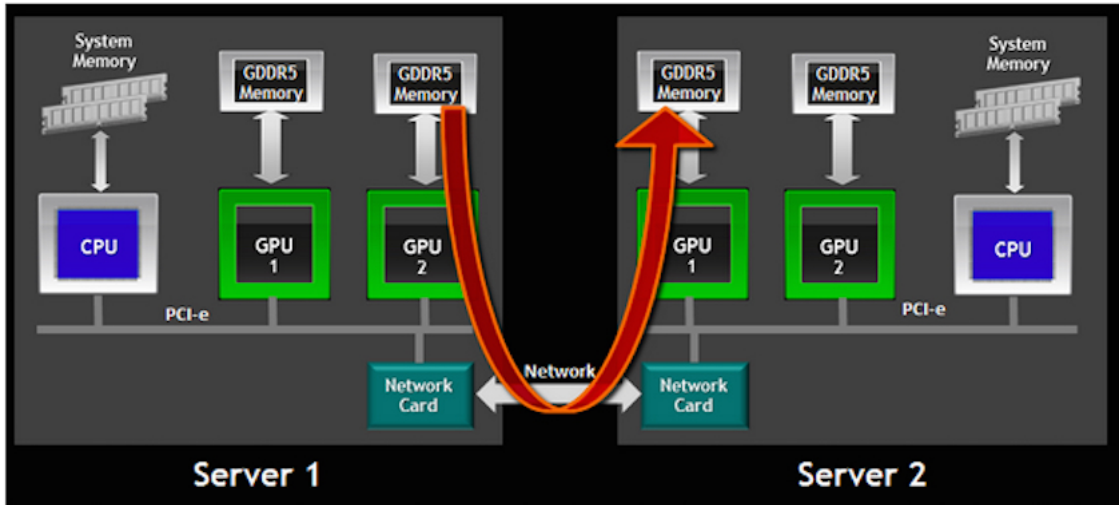 System
Memory
GDDR5
Memory
GDDR5
Memory
CPU
GPU
1
GPU
2
PCI-e
Network
Card
Server 1
Network
GDDR5
Memory
GDDR5
Memory
System
Memory
GPU
1
GPU
2
CPU
PCI-e
Network
Card
Server 2